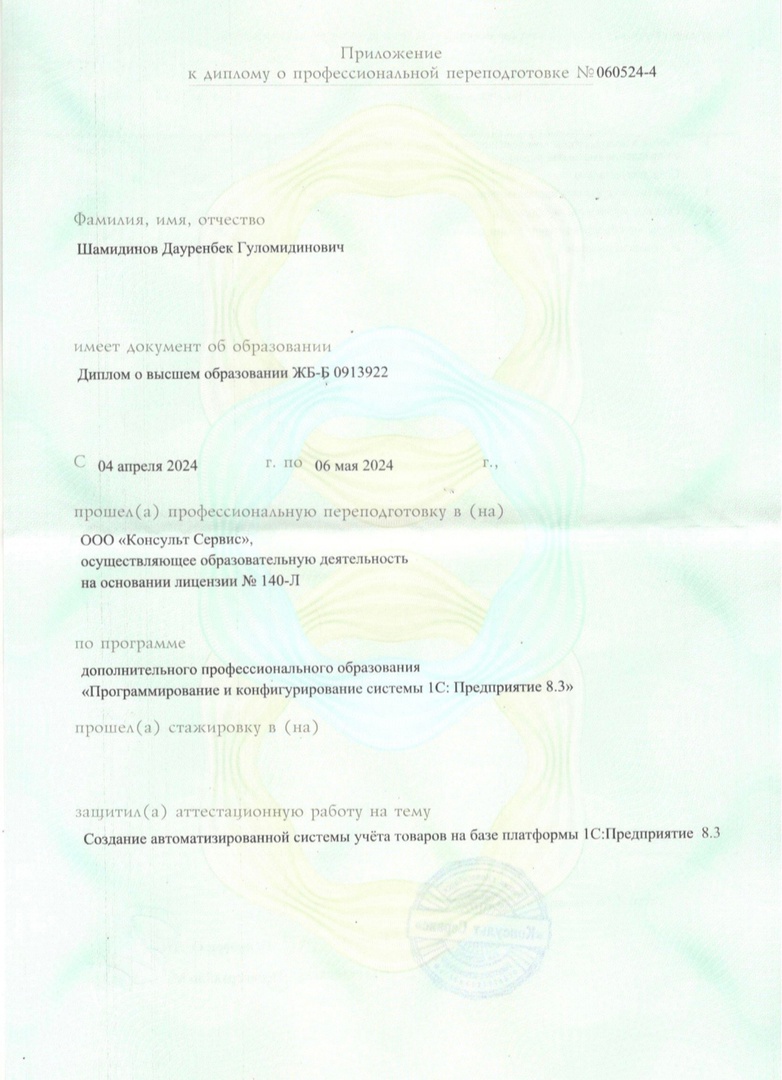 Приложение
к диплому о профессиональной переподготовке №060524-4
Фамилия, имя, отчество
Шамидинов Дауренбек Гуломидинович
имеет документ об образовании
Диплом о высшем образовании ЖБ-Б 0913922
С 04 апреля 2024 г. по 06 мая 2024 г.,
прошел(а) профессиональную переподготовку в (на)
ООО «Консульт Сервис»,
осуществляющее образовательную деятельность
на основании лицензии № 140-Л
по программе
дополнительного профессионального образования
«Программирование и конфигурирование системы 1С: Предприятие 8.3»
прошел(а) стажировку в (на)
защитил(а) аттестационную работу на тему
Создание автоматизированной системы учёта товаров на базе платформы 1С:Предприятие 8.3
«Консульт Сервис»